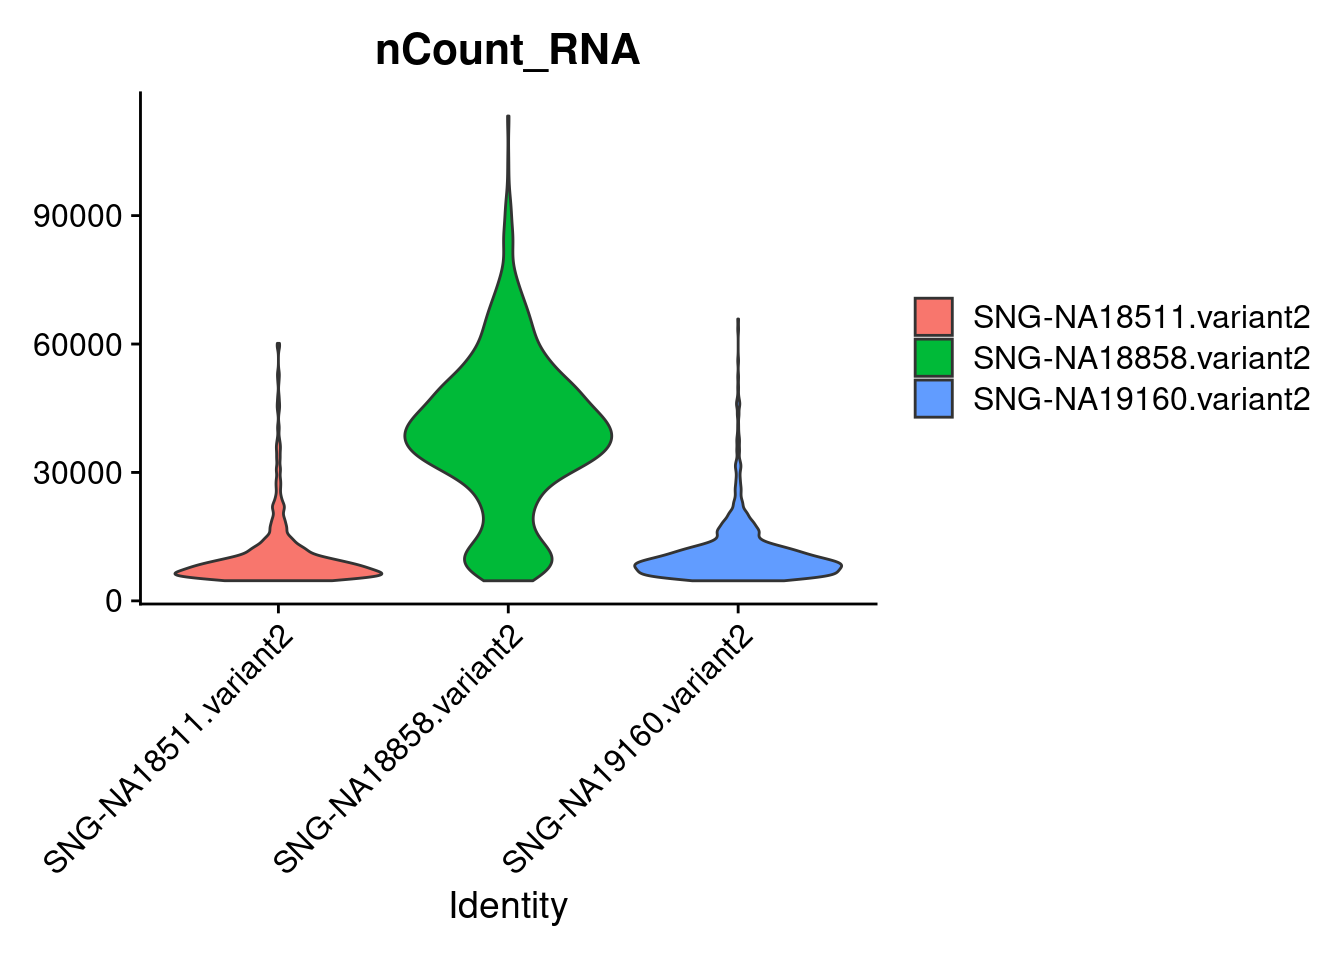 nCount_RNA
90000
60000
30000
0
SNG-NA18511.variant2
SNG-NA18858.variant2
SNG-NA19160.variant2
Identity
SNG-NA18511.variant2
SNG-NA18858.variant2
SNG-NA19160.variant2